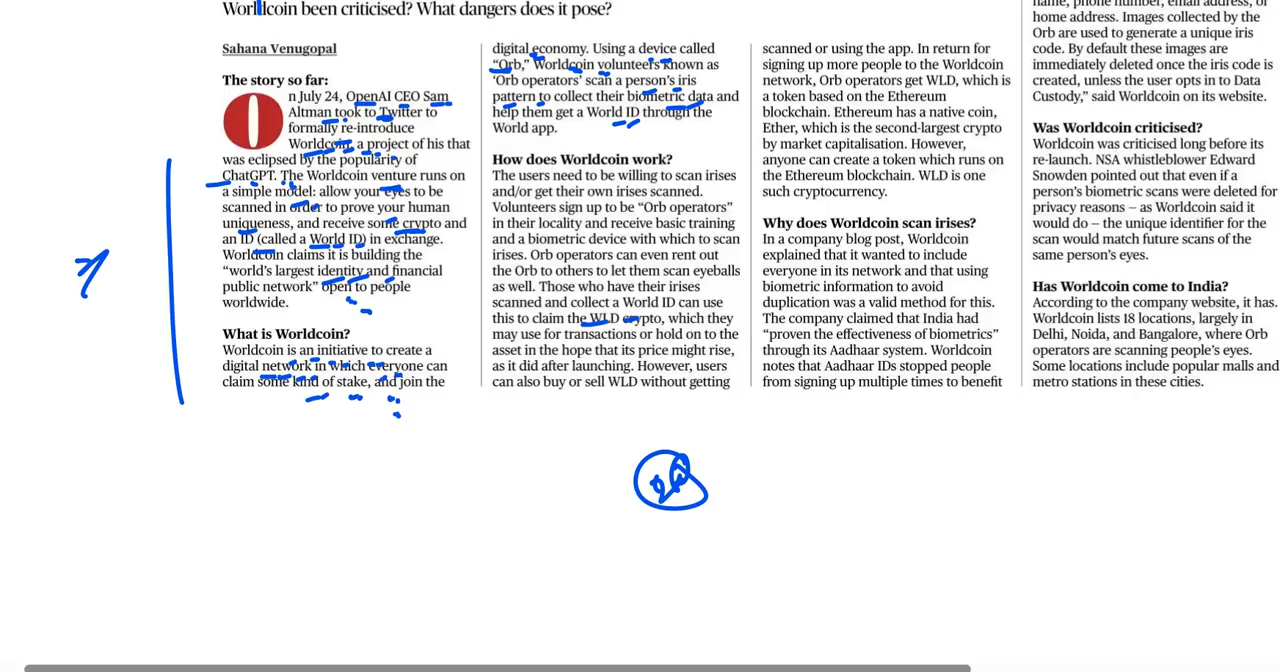 Worldcoin been criticised? What dangers does it pose?
Sahana Venugopal
The story so far:
On July 24, OpenAI CEO Sam
Altman took to Twitter to
formally re-introduce
Worldcoin, a project of his that
was eclipsed by the popularity of
ChatGPT. The Worldcoin venture runs on
a simple model: allow your eyes to be
scanned in order to prove your human
uniqueness, and receive some crypto and
an ID (called a World ID) in exchange.
Worldcoin claims it is building the
“world’s largest identity and financial
public network” open to people
worldwide.
What is Worldcoin?
Worldcoin is an initiative to create a
digital network in which everyone can
claim some kind of stake, and join the
digital economy. Using a device called
“Orb,” Worldcoin volunteers known as
‘Orb operators’ scan a person’s iris
pattern to collect their biometric data and
help them get a World ID through the
World app.
How does Worldcoin work?
The users need to be willing to scan irises
and/or get their own irises scanned.
Volunteers sign up to be “Orb operators”
in their locality and receive basic training
and a biometric device with which to scan
irises. Orb operators can even rent out
the Orb to others to let them scan eyeballs
as well. Those who have their irises
scanned and collect a World ID can use
this to claim the WLD crypto, which they
may use for transactions or hold on to the
asset in the hope that its price might rise,
as it did after launching. However, users
can also buy or sell WLD without getting
scanned or using the app. In return for
signing up more people to the Worldcoin
network, Orb operators get WLD, which is
a token based on the Ethereum
blockchain. Ethereum has a native coin,
Ether, which is the second-largest crypto
by market capitalisation. However,
anyone can create a token which runs on
the Ethereum blockchain. WLD is one
such cryptocurrency.
Why does Worldcoin scan irises?
In a company blog post, Worldcoin
explained that it wanted to include
everyone in its network and that using
biometric information to avoid
duplication was a valid method for this.
The company claimed that India had
“proven the effectiveness of biometrics”
through its Aadhaar system. Worldcoin
notes that Aadhaar IDs stopped people
from signing up multiple times to benefit
name, phone number, email address, or
home address. Images collected by the
Orb are used to generate a unique iris
code. By default these images are
immediately deleted once the iris code is
created, unless the user opts in to Data
Custody,” said Worldcoin on its website.
Was Worldcoin criticised?
Worldcoin was criticised long before its
re-launch. NSA whistleblower Edward
Snowden pointed out that even if a
person’s biometric scans were deleted for
privacy reasons — as Worldcoin said it
would do — the unique identifier for the
scan would match future scans of the
same person’s eyes.
Has Worldcoin come to India?
According to the company website, it has.
Worldcoin lists 18 locations, largely in
Delhi, Noida, and Bangalore, where Orb
operators are scanning people’s eyes.
Some locations include popular malls and
metro stations in these cities.